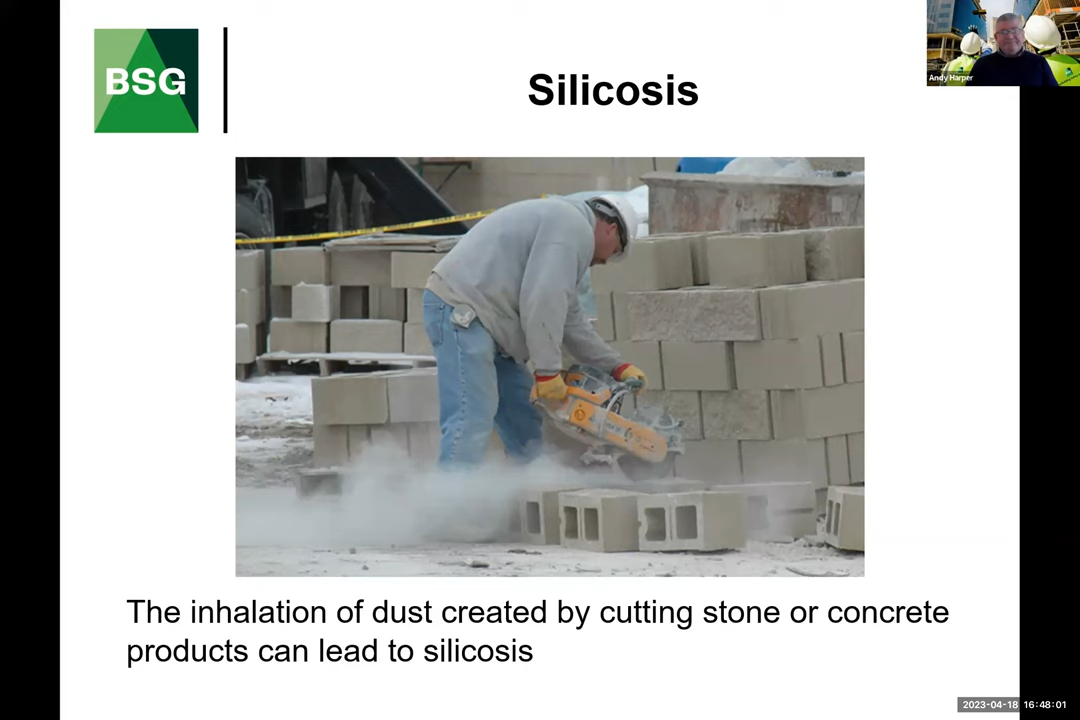 BSG
Silicosis
Andy Harper
The inhalation of dust created by cutting stone or concrete
products can lead to silicosis
2023-04-18 16:48:01